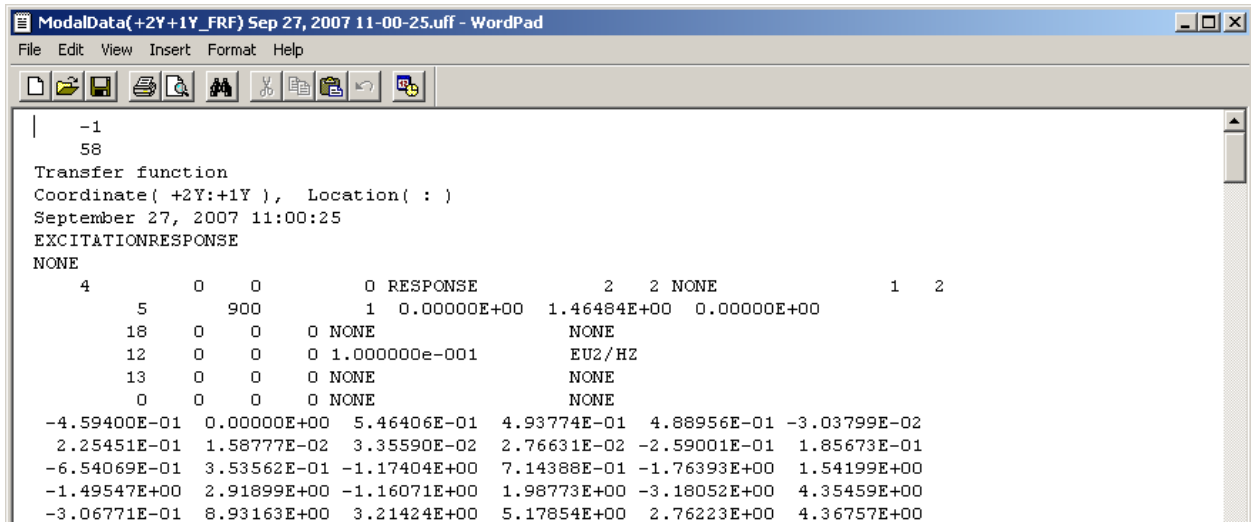 ModalData(+2Y+1Y_FRF) Sep 27, 2007 11-00-25.uff - WordPad
File Edit View Insert Format Help
-1
58
Transfer function
Coordinate( +2Y:+1Y ), Location( : )
September 27, 2007 11:00:25
EXCITATIONRESPONSE
NONE
4 0 0 0 RESPONSE 2 2 NONE 1 2
5 900 1 0.00000E+00 1.46484E+00 0.00000E+00
18 0 0 0 NONE NONE
12 0 0 0 1.000000e-001 EU2/HZ
13 0 0 0 NONE NONE
0 0 0 0 NONE NONE
-4.59400E-01 0.00000E+00 5.46406E-01 4.93774E-01 4.88956E-01 -3.03799E-02
2.25451E-01 1.58777E-02 3.35590E-02 2.76631E-02 -2.59001E-01 1.85673E-01
-6.54069E-01 3.53562E-01 -1.17404E+00 7.14388E-01 -1.76393E+00 1.54199E+00
-1.49547E+00 2.91899E+00 -1.16071E+00 1.98773E+00 -3.18052E+00 4.35459E+00
-3.06771E-01 8.93163E+00 3.21424E+00 5.17854E+00 2.76223E+00 4.36757E+00